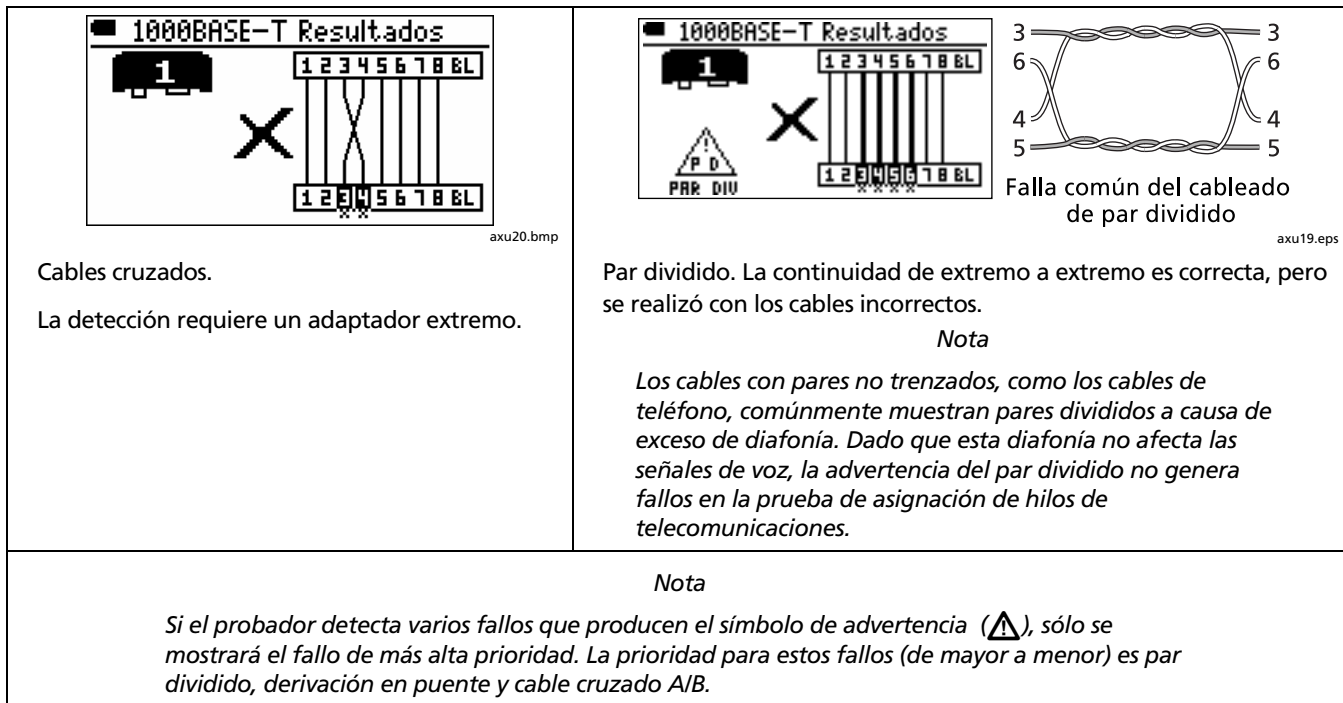 1000BASE-T Resultados
1
1 2 3 4 5 6 7 8 BL
1 2 3 4 5 6 7 8 BL
x x
axu20.bmp
Cables cruzados.
La detección requiere un adaptador extremo.
1000BASE-T Resultados
1
1 2 3 4 5 6 7 8 BL
P D
PAR DIV
1 2 3 4 5 6 7 8 BL
x x x x
3 3
6 6
4 4
5 5
Falla común del cableado
de par dividido
axu19.eps
Par dividido. La continuidad de extremo a extremo es correcta, pero
se realizó con los cables incorrectos.
Nota
Los cables con pares no trenzados, como los cables de
teléfono, comúnmente muestran pares divididos a causa de
exceso de diafonía. Dado que esta diafonía no afecta las
señales de voz, la advertencia del par dividido no genera
fallos en la prueba de asignación de hilos de
telecomunicaciones.
Nota
Si el probador detecta varios fallos que producen el símbolo de advertencia (⚠), sólo se
mostrará el fallo de más alta prioridad. La prioridad para estos fallos (de mayor a menor) es par
dividido, derivación en puente y cable cruzado A/B.